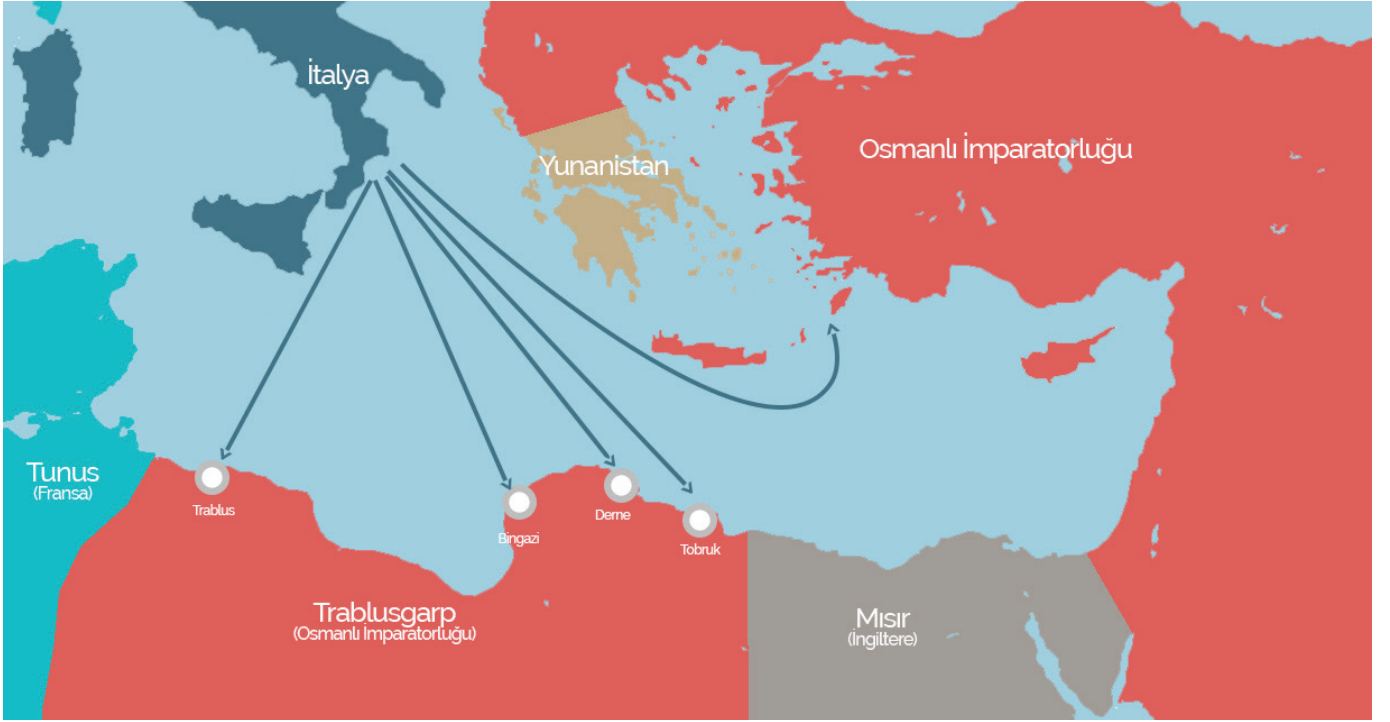 İtalya
Yunanistan
Osmanlı İmparatorluğu
Tunus
(Fransa)
Trablus
Bingazi
Derne
Tobruk
Trablusgarp
(Osmanlı İmparatorluğu)
Mısır
(İngiltere)